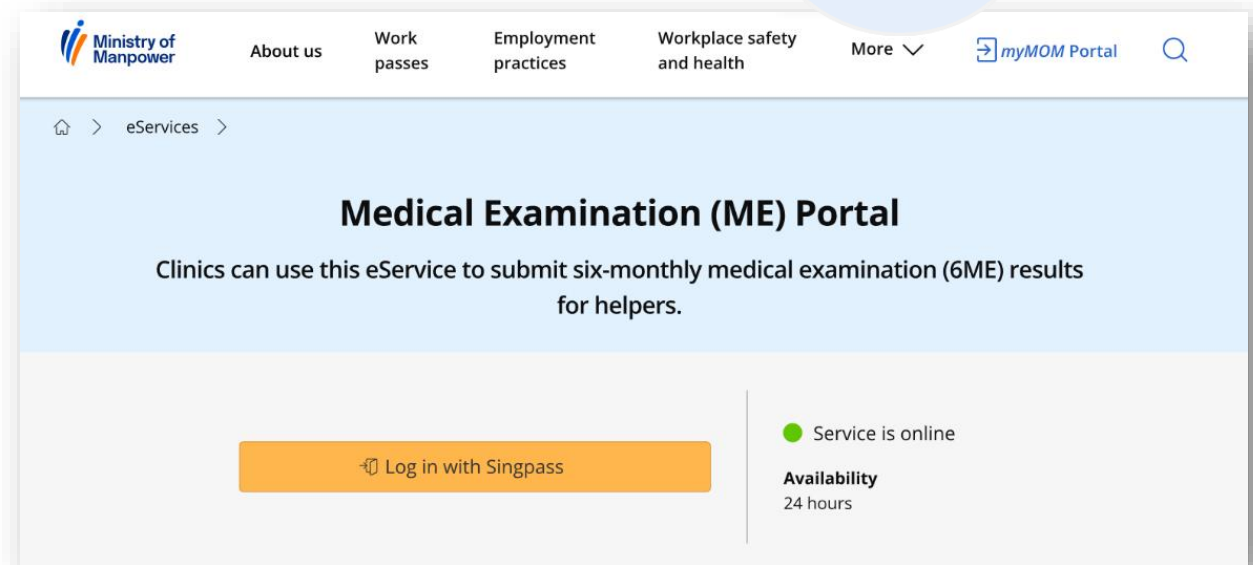 Ministry of
Manpower
About us
Work
passes
Employment
practices
Workplace safety
and health
More
myMOM Portal
eServices
Medical Examination (ME) Portal
Clinics can use this eService to submit six-monthly medical examination (6ME) results
for helpers.
Log in with Singpass
Service is online
Availability
24 hours